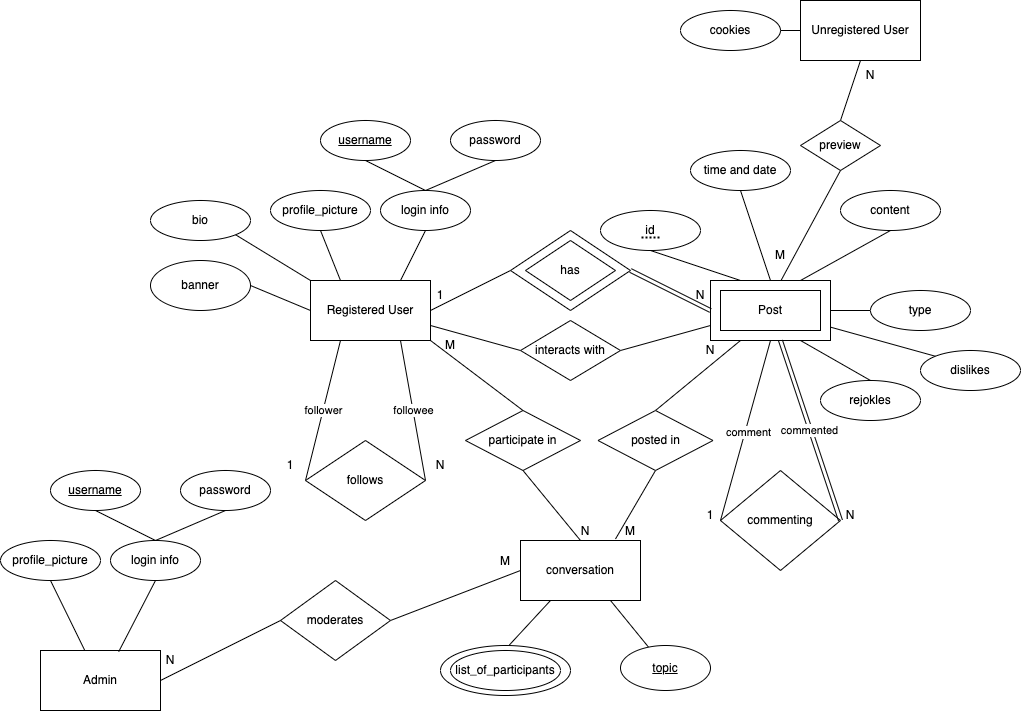 cookies
Unregistered User
N
username
password
preview
time and date
bio
profile_picture
login info
content
id
M
banner
has
1
N
Registered User
Post
type
M
interacts with
N
dislikes
rejokles
follower
followee
comment
commented
participate in
posted in
1
N
follows
username
password
1
N
commenting
N
M
profile_picture
login info
M
conversation
moderates
N
list_of_participants
topic
Admin